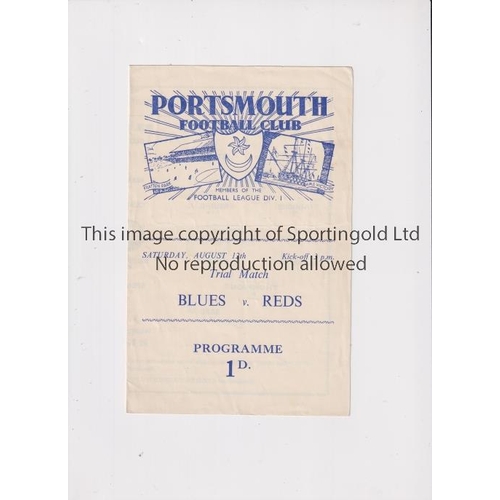 PORTSMOUTH
FOOTBALL CLUB
MEMBERS OF THE
FOOTBALL LEAGUE DIV. 1
This image copyright of Sportingold Ltd
SATURDAY, AUGUST Kick-off p.m.
No reproduction allowed
Trial Match
BLUES v. REDS
PROGRAMME
1D.